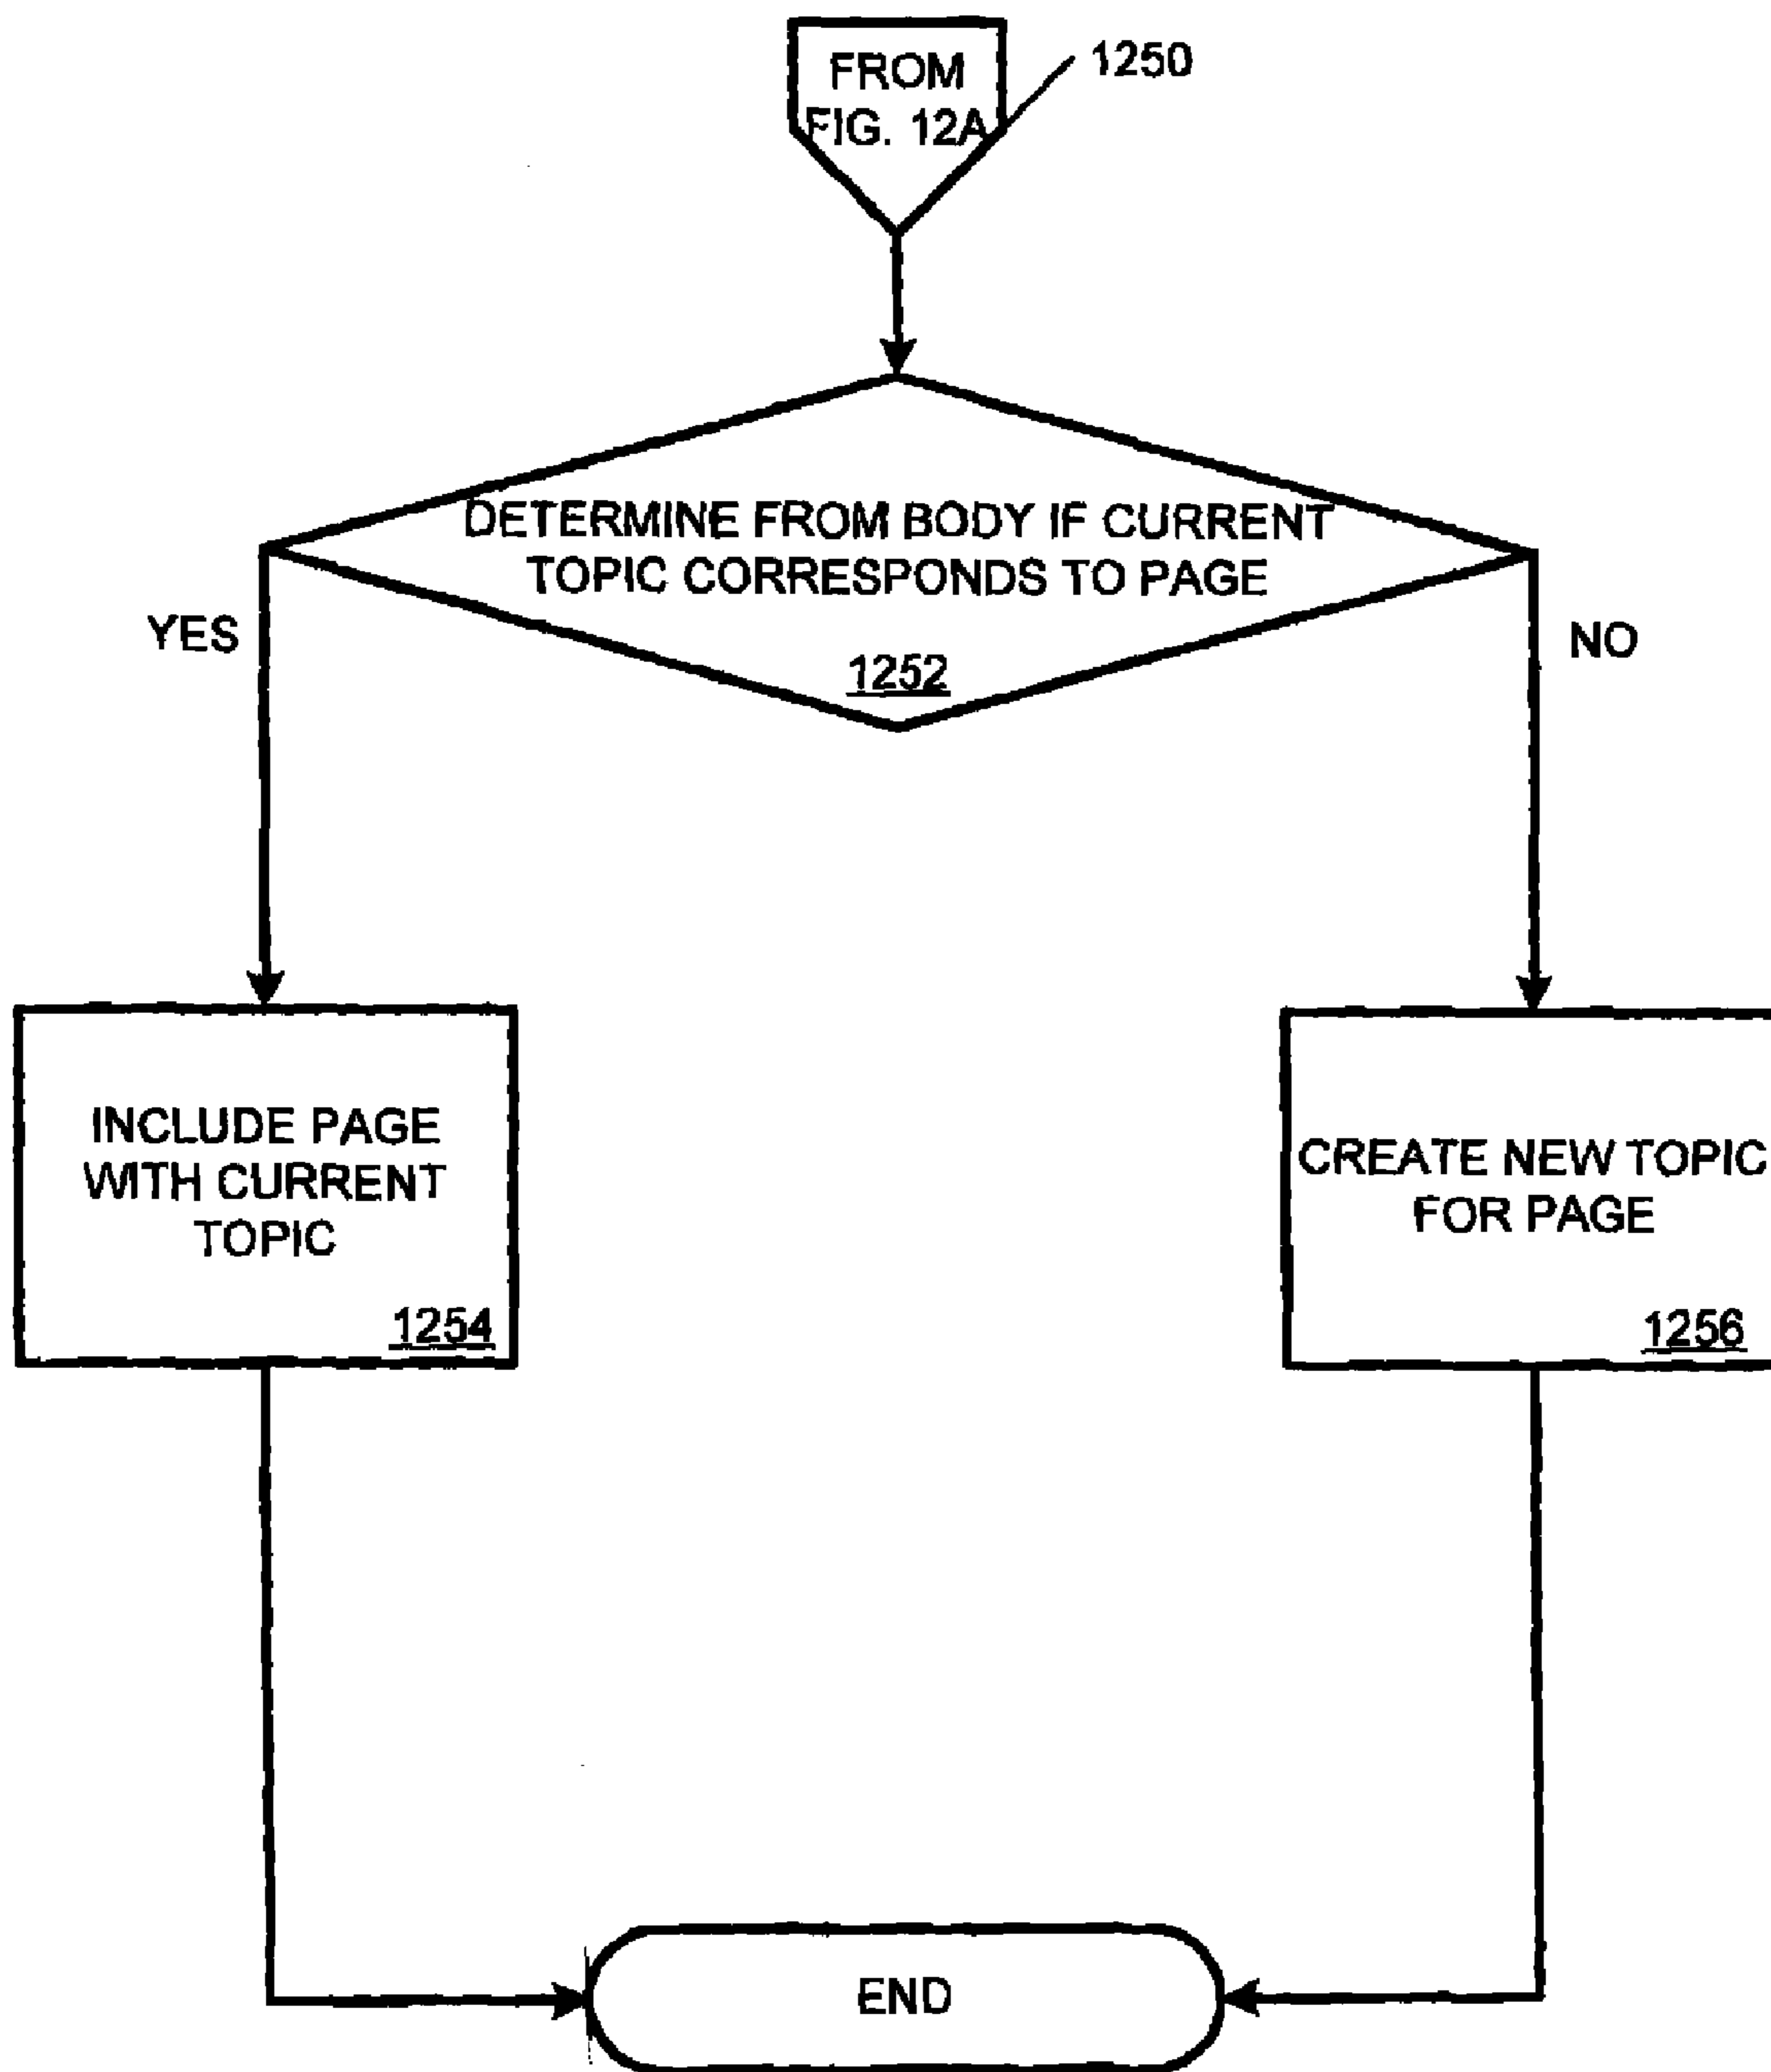 FROM
FIG. 12A
1250
DETERMINE FROM BODY IF CURRENT
TOPIC CORRESPONDS TO PAGE
1252
YES
NO
INCLUDE PAGE
WITH CURRENT
TOPIC
1254
CREATE NEW TOPIC
FOR PAGE
1256
END